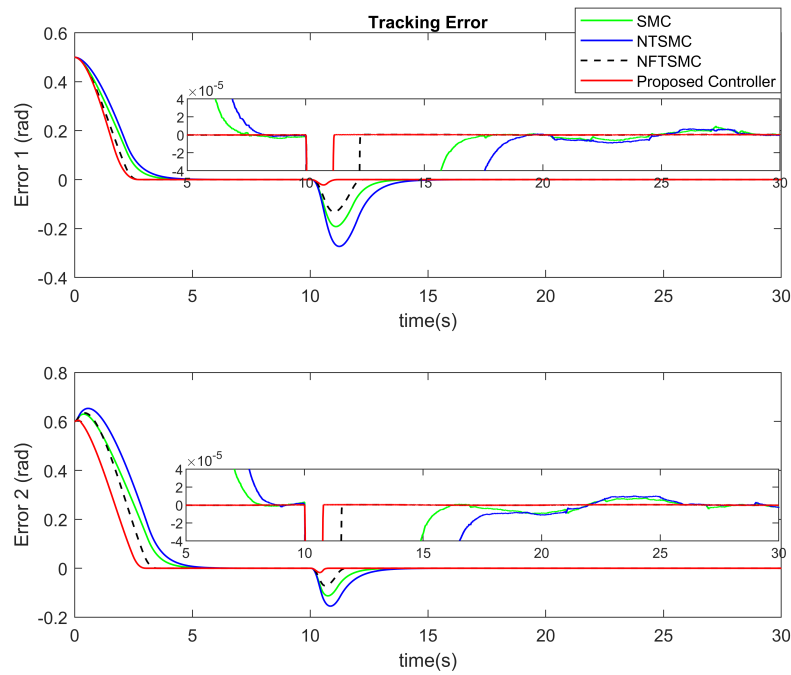 Tracking Error
SMC
NTSMC
NFTSMC
Proposed Controller
0.6
0.4
0.2
0
-0.2
-0.4
Error 1 (rad)
×10⁻⁵
4
2
0
-2
-4
5 10 15 20 25 30
0 5 10 15 20 25 30
time(s)
0.8
0.6
0.4
0.2
0
-0.2
Error 2 (rad)
×10⁻⁵
4
2
0
-2
-4
5 10 15 20 25 30
0 5 10 15 20 25 30
time(s)